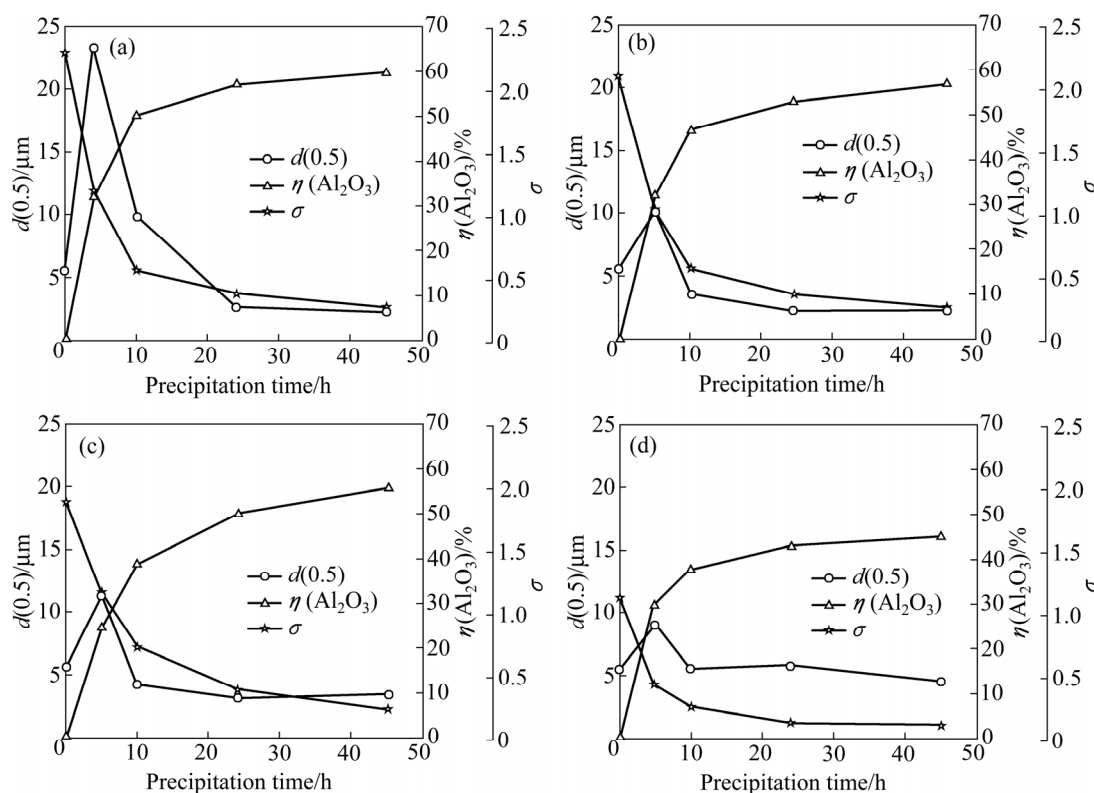 (a)
d(0.5)/μm
25
20
15
10
5
0
0 10 20 30 40 50
Precipitation time/h
70
60
50
40
30
20
10
0
η(Al₂O₃)/%
2.5
2.0
1.5
1.0
0.5
0
σ
d(0.5)
η (Al₂O₃)
σ
(b)
d(0.5)/μm
25
20
15
10
5
0
0 10 20 30 40 50
Precipitation time/h
70
60
50
40
30
20
10
0
η(Al₂O₃)/%
2.5
2.0
1.5
1.0
0.5
0
σ
d(0.5)
η (Al₂O₃)
σ
(c)
d(0.5)/μm
25
20
15
10
5
0
0 10 20 30 40 50
Precipitation time/h
70
60
50
40
30
20
10
0
η(Al₂O₃)/%
2.5
2.0
1.5
1.0
0.5
0
σ
d(0.5)
η (Al₂O₃)
σ
(d)
d(0.5)/μm
25
20
15
10
5
0
0 10 20 30 40 50
Precipitation time/h
70
60
50
40
30
20
10
0
η(Al₂O₃)/%
2.5
2.0
1.5
1.0
0.5
0
σ
d(0.5)
η (Al₂O₃)
σ